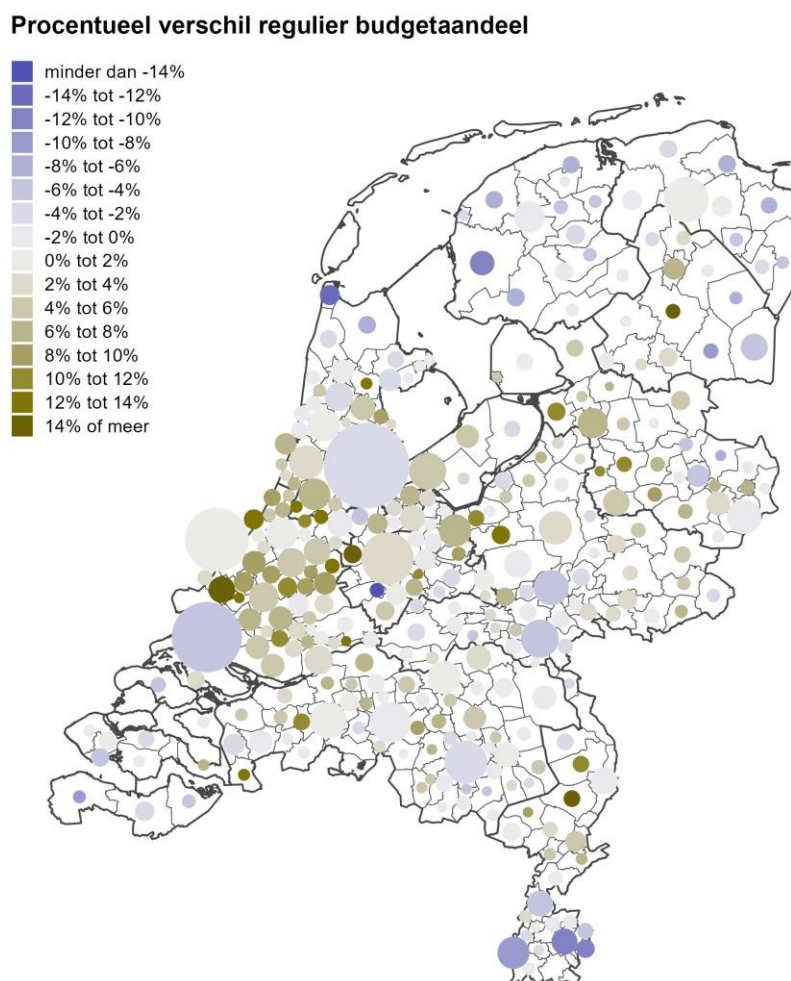 Procentueel verschil regulier budgetaandeel
minder dan -14%
-14% tot -12%
-12% tot -10%
-10% tot -8%
-8% tot -6%
-6% tot -4%
-4% tot -2%
-2% tot 0%
0% tot 2%
2% tot 4%
4% tot 6%
6% tot 8%
8% tot 10%
10% tot 12%
12% tot 14%
14% of meer